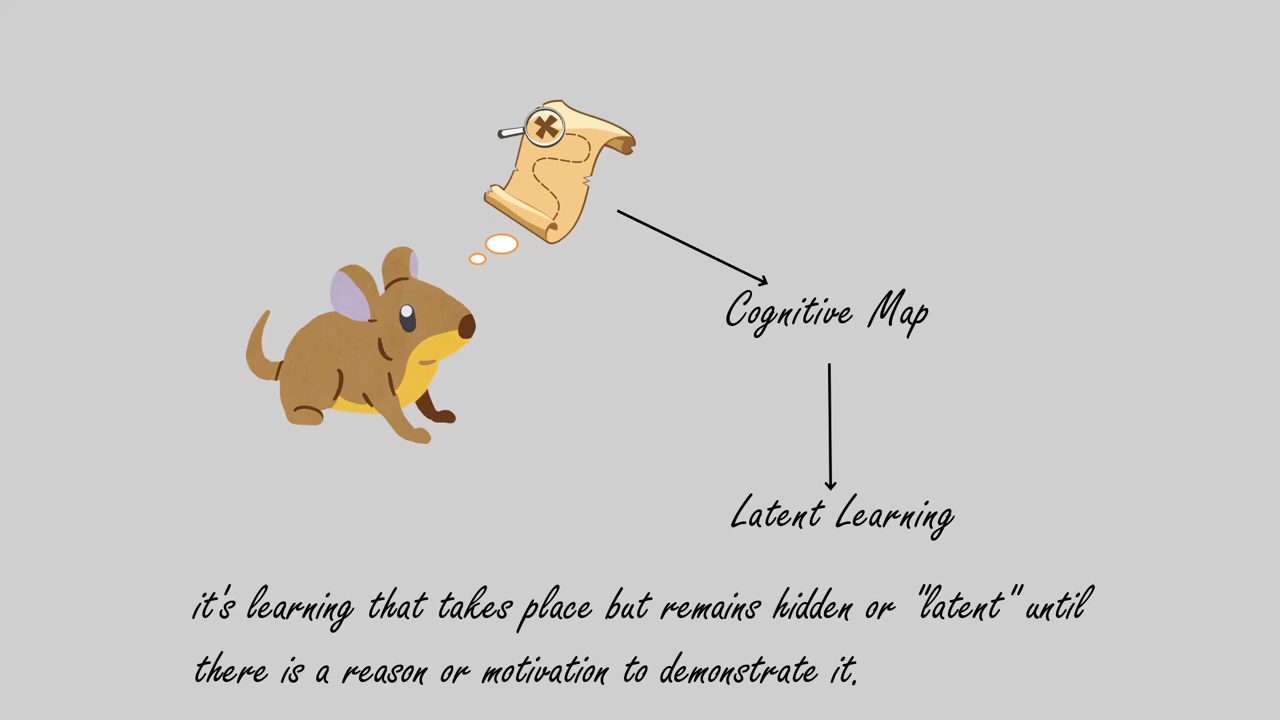 Cognitive Map
Latent Learning
it's learning that takes place but remains hidden or "latent" until
there is a reason or motivation to demonstrate it.